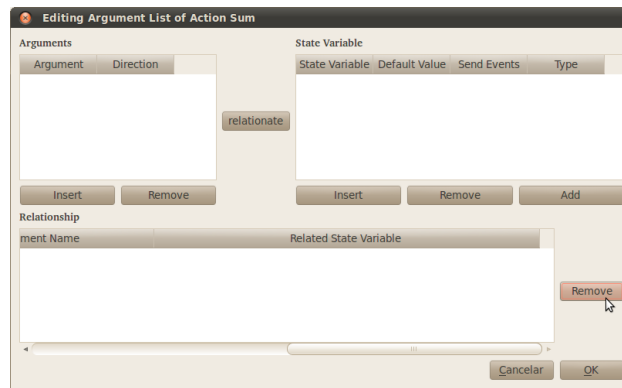 Editing Argument List of Action Sum
Arguments
State Variable
Argument Direction
State Variable Default Value Send Events Type
relationate
Insert Remove
Insert Remove Add
Relationship
ment Name Related State Variable
Remove
Cancelar OK